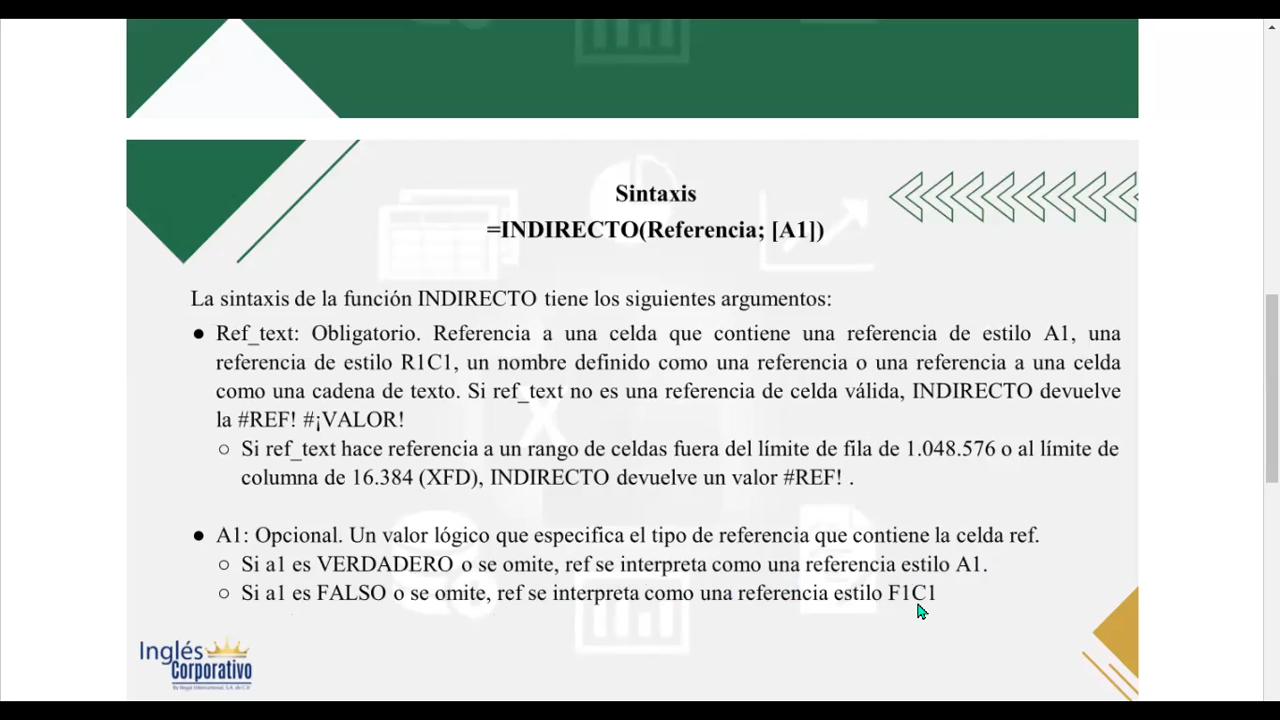 Sintaxis
=INDIRECTO(Referencia; [A1])
La sintaxis de la función INDIRECTO tiene los siguientes argumentos:
● Ref_text: Obligatorio. Referencia a una celda que contiene una referencia de estilo A1, una
referencia de estilo R1C1, un nombre definido como una referencia o una referencia a una celda
como una cadena de texto. Si ref_text no es una referencia de celda válida, INDIRECTO devuelve
la #REF! #¡VALOR!
○ Si ref_text hace referencia a un rango de celdas fuera del límite de fila de 1.048.576 o al límite de
columna de 16.384 (XFD), INDIRECTO devuelve un valor #REF! .
● A1: Opcional. Un valor lógico que especifica el tipo de referencia que contiene la celda ref.
○ Si a1 es VERDADERO o se omite, ref se interpreta como una referencia estilo A1.
○ Si a1 es FALSO o se omite, ref se interpreta como una referencia estilo F1C1
Inglés
Corporativo